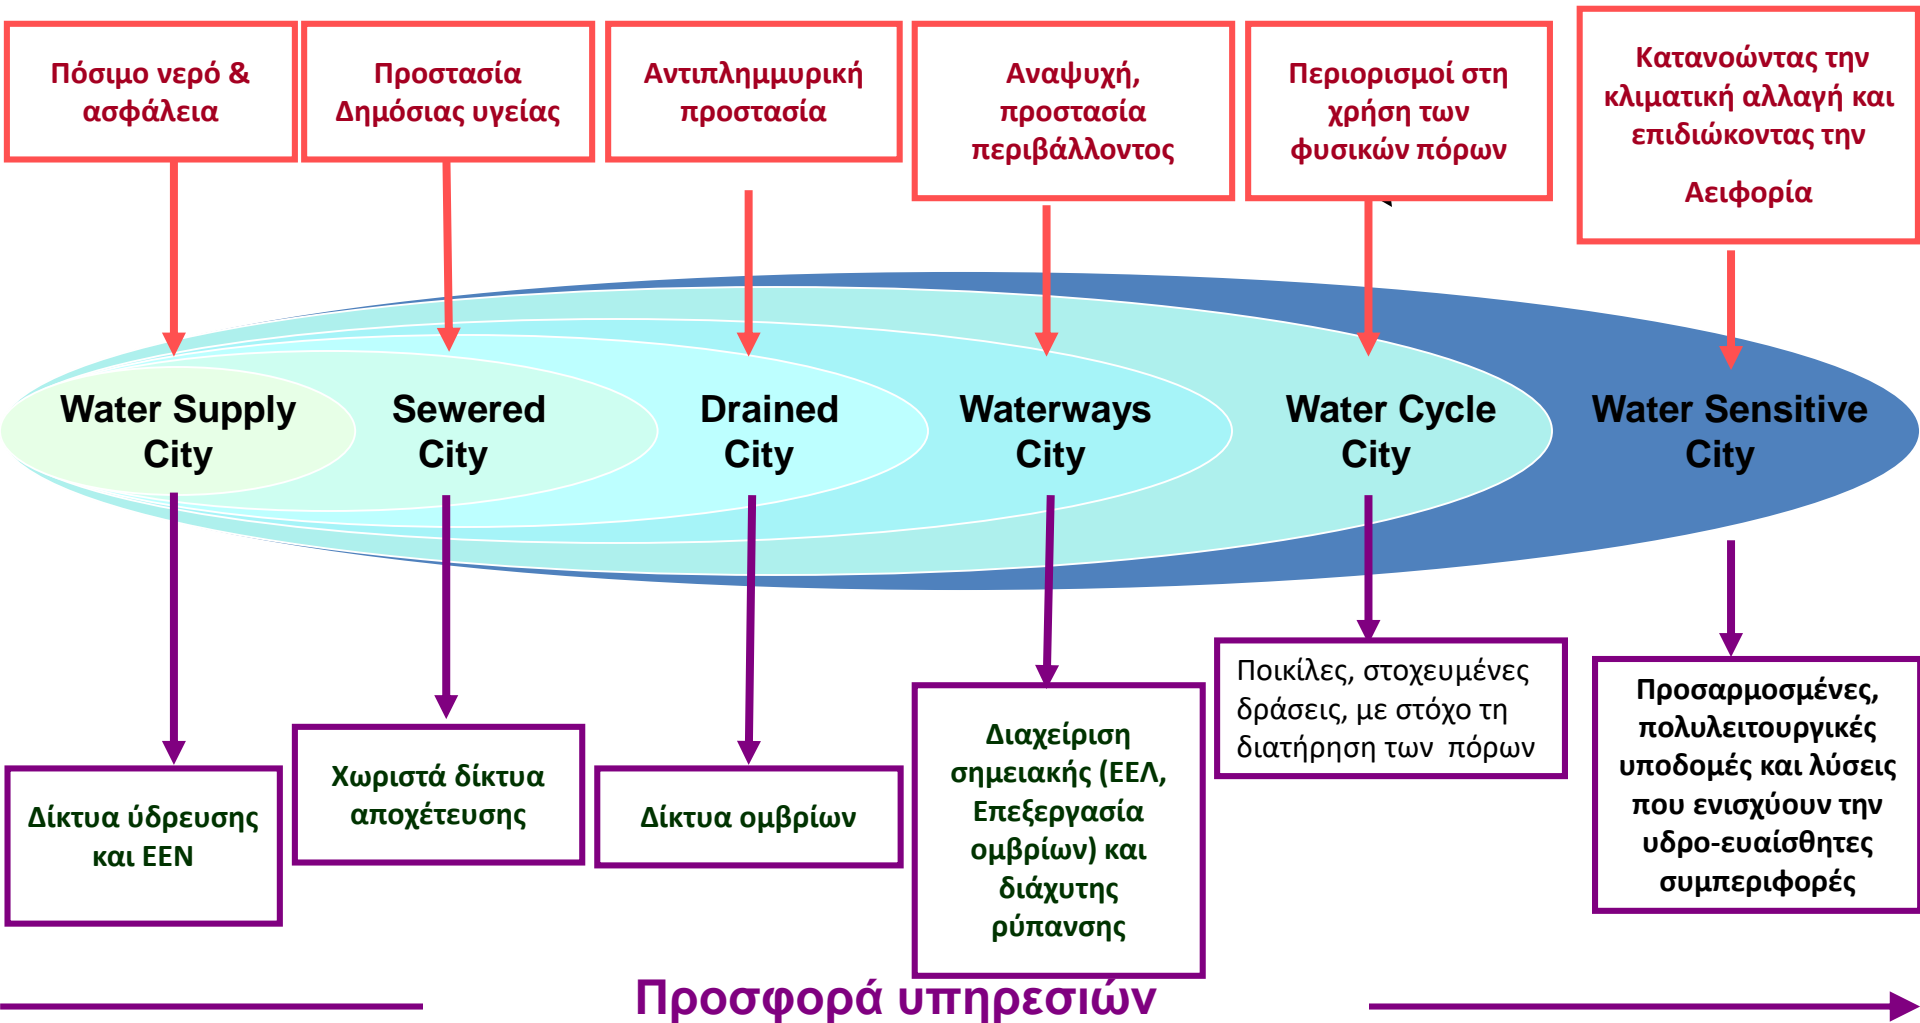 Πόσιμο νερό &
ασφάλεια
Προστασία
Δημόσιας υγείας
Αντιπλημμυρική
προστασία
Αναψυχή,
προστασία
περιβάλλοντος
Περιορισμοί στη
χρήση των
φυσικών πόρων
Κατανοώντας την
κλιματική αλλαγή και
επιδιώκοντας την
Αειφορία
Water Supply
City
Sewered
City
Drained
City
Waterways
City
Water Cycle
City
Water Sensitive
City
Δίκτυα ύδρευσης
και ΕΕΝ
Χωριστά δίκτυα
αποχέτευσης
Δίκτυα ομβρίων
Διαχείριση
σημειακής (ΕΕΛ,
Επεξεργασία
ομβρίων) και
διάχυτης
ρύπανσης
Ποικίλες, στοχευμένες
δράσεις, με στόχο τη
διατήρηση των  πόρων
Προσαρμοσμένες,
πολυλειτουργικές
υποδομές και λύσεις
που ενισχύουν την
υδρο-ευαίσθητες
συμπεριφορές
Προσφορά υπηρεσιών